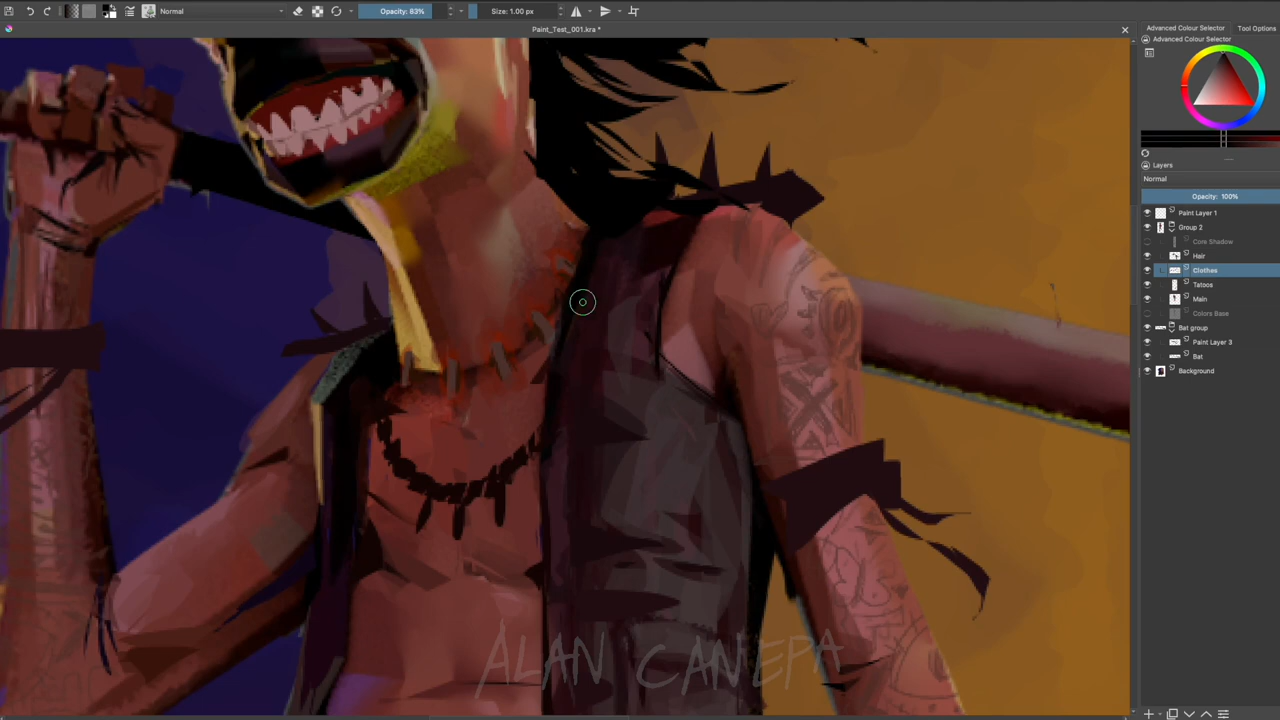 Normal
Opacity: 83%
Size: 1.00 px
Paint_Test_001.kra *
Advanced Colour Selector
Tool Options
Advanced Colour Selector
Layers
Normal
Opacity: 100%
Paint Layer 1
Group 2
Core Shadow
Hair
Clothes
Tatoos
Main
Colors Base
Bat group
Paint Layer 3
Bat
Background
ALAN CANEPA